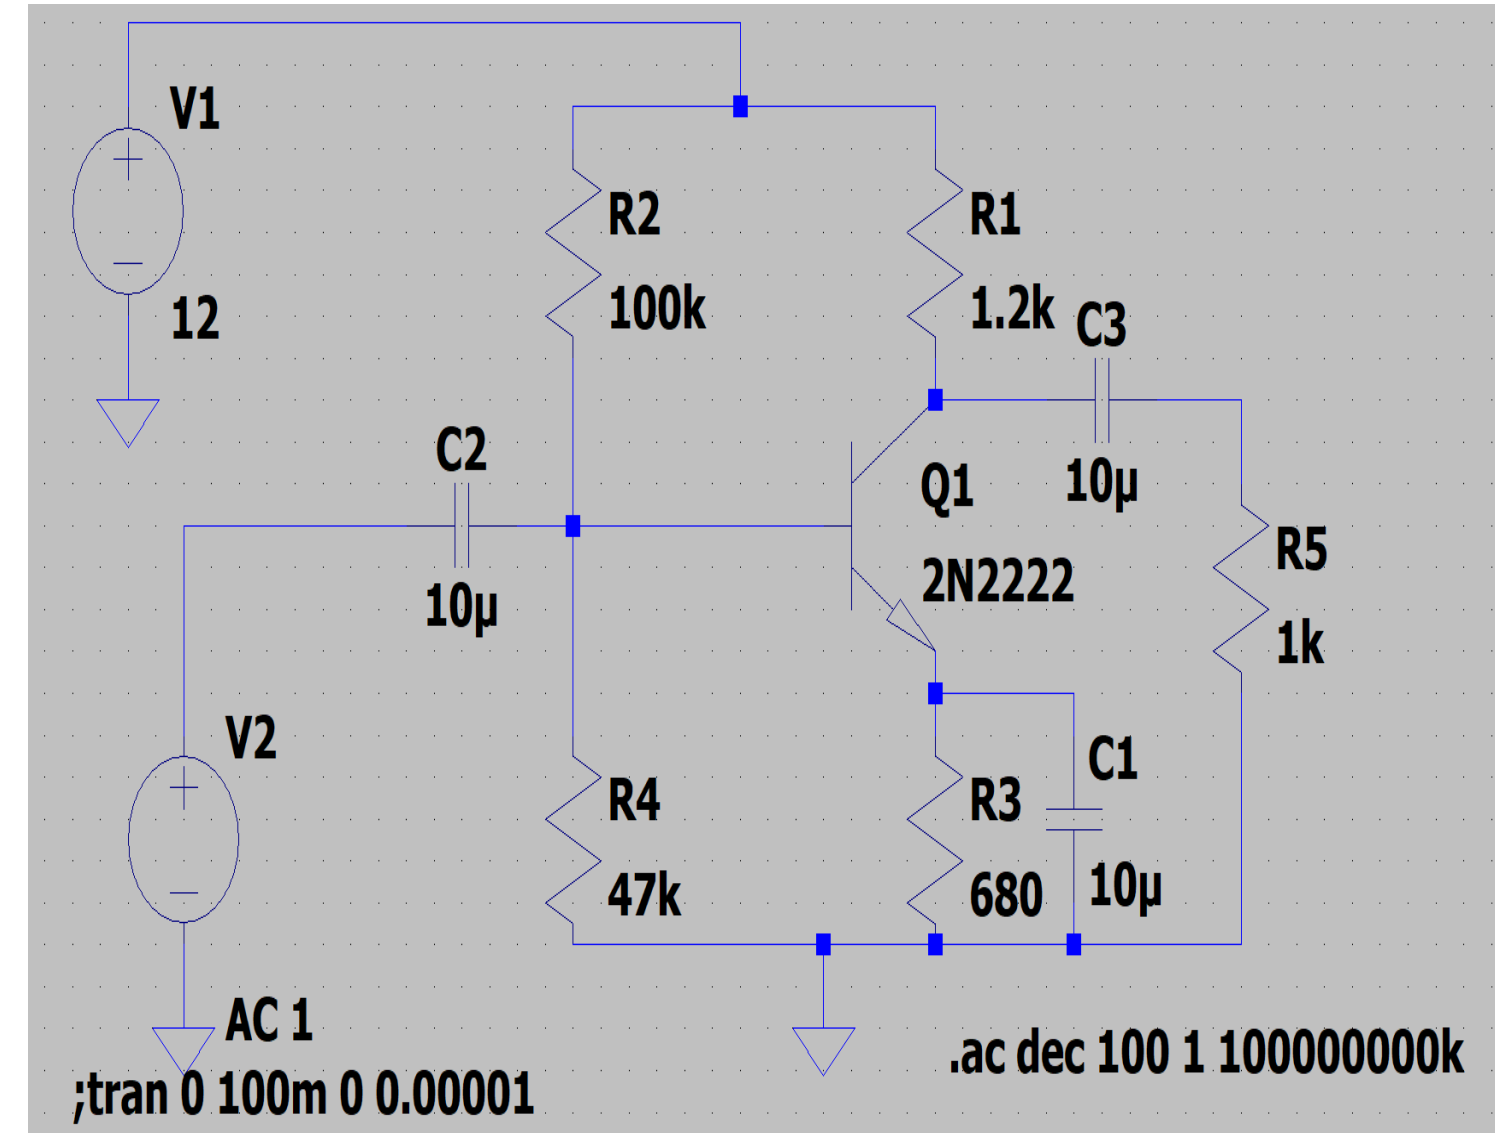 V1
12
R2
100k
R1
1.2k
C3
10µ
C2
10µ
Q1
2N2222
R5
1k
V2
AC 1
R4
47k
R3
680
C1
10µ
;tran 0 100m 0 0.00001
.ac dec 100 1 100000000k